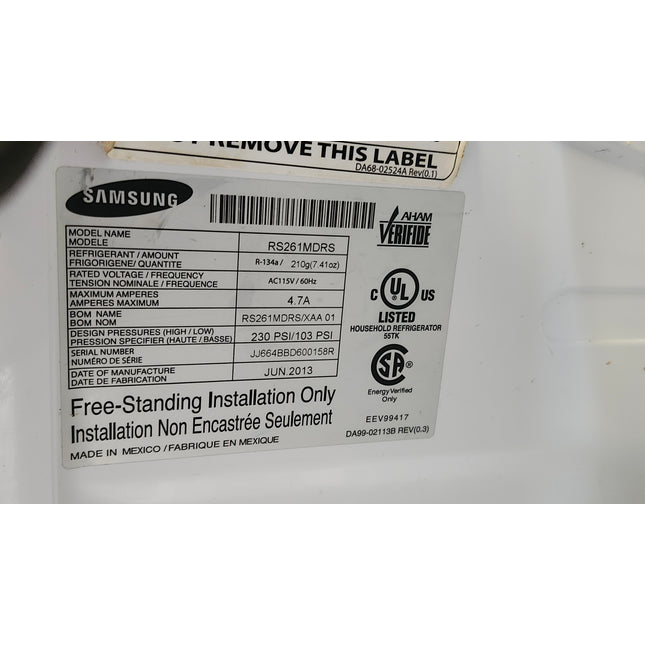 REMOVE THIS LABEL
DA68-02524A Rev(0.1)
SAMSUNG
AHAM
VERIFIDE
MODEL NAME
MODELE
RS261MDRS
REFRIGERANT / AMOUNT
FRIGORIGENE/ QUANTITE
R-134a / 210g(7.41oz)
RATED VOLTAGE / FREQUENCY
TENSION NOMINALE / FREQUENCE
AC115V / 60Hz
MAXIMUM AMPERES
AMPERES MAXIMUM
4.7A
BOM NAME
BOM NOM
RS261MDRS/XAA 01
DESIGN PRESSURES (HIGH / LOW)
PRESSION SPECIFIER (HAUTE / BASSE)
230 PSI/103 PSI
SERIAL NUMBER
NUMÉRO DE SÉRIE
JJ664BBD600158R
DATE OF MANUFACTURE
DATE DE FABRICATION
JUN.2013
C UL US
LISTED
HOUSEHOLD REFRIGERATOR
55TK
SA
Energy Verified
Only
Free-Standing Installation Only
Installation Non Encastrée Seulement
MADE IN MEXICO / FABRIQUE EN MEXIQUE
EEV99417
DA99-02113B REV(0.3)